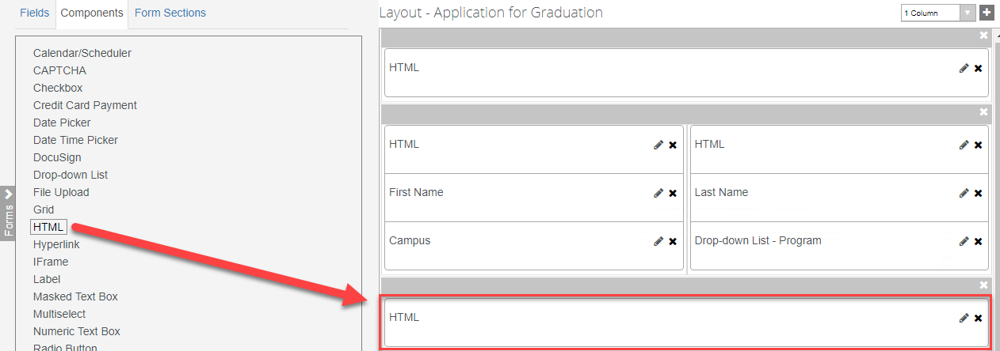 Fields Components Form Sections
Layout - Application for Graduation
1 Column
Calendar/Scheduler
CAPTCHA
Checkbox
Credit Card Payment
Date Picker
Date Time Picker
DocuSign
Drop-down List
File Upload
Grid
HTML
Hyperlink
IFrame
Label
Masked Text Box
Multiselect
Numeric Text Box
Radio Button
Forms
HTML
HTML HTML
First Name Last Name
Campus Drop-down List - Program
HTML